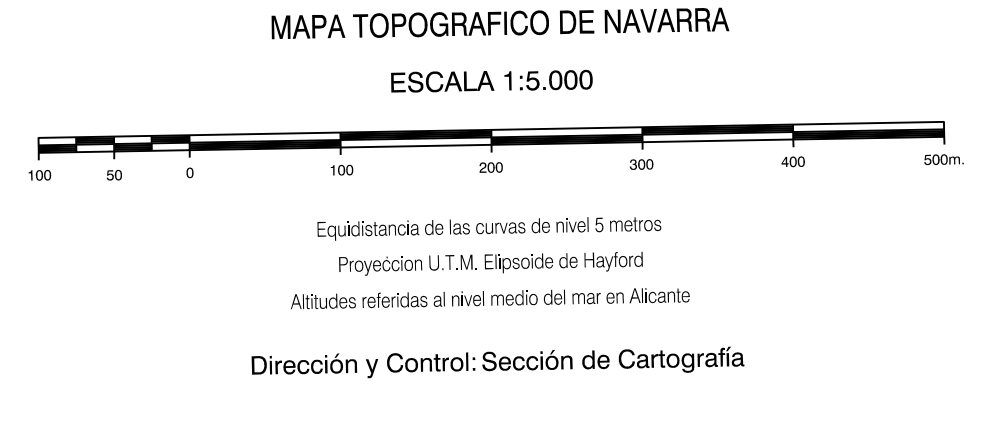 MAPA TOPOGRAFICO DE NAVARRA
ESCALA 1:5.000
100 50 0 100 200 300 400 500m.
Equidistancia de las curvas de nivel 5 metros
Proyeccion U.T.M. Elipsoide de Hayford
Altitudes referidas al nivel medio del mar en Alicante
Dirección y Control: Sección de Cartografía